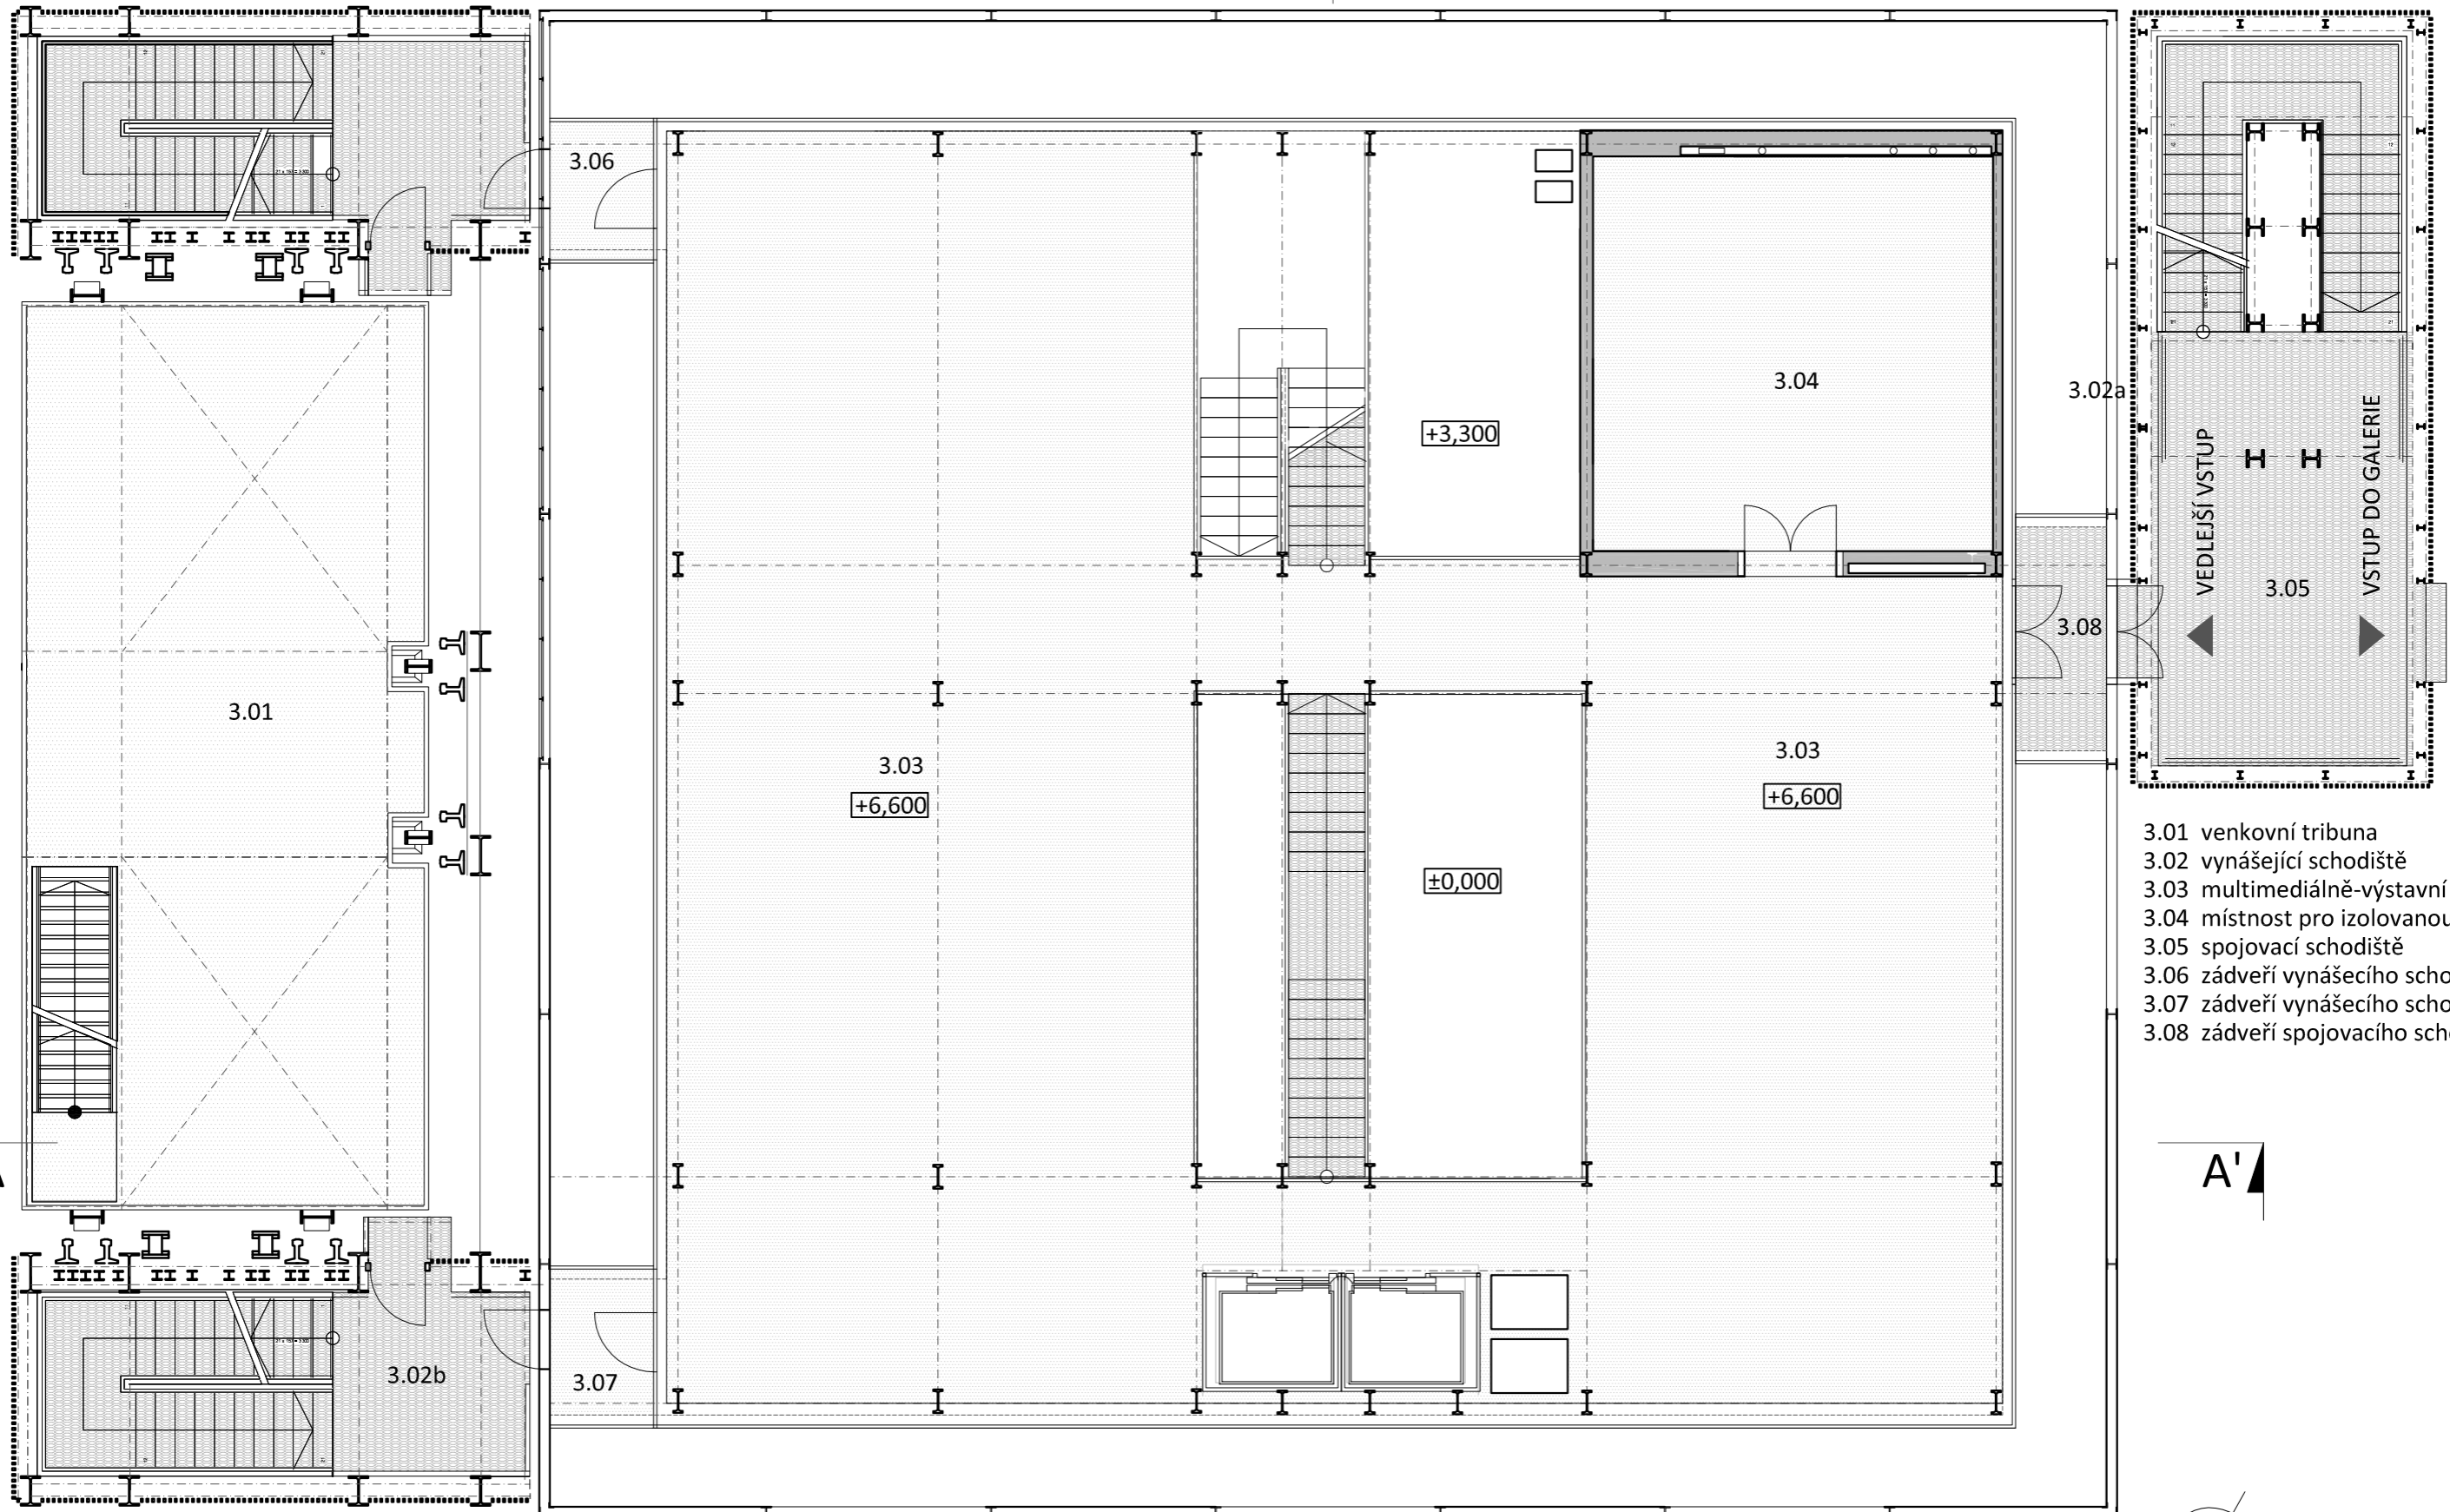 3.06
3.04
3.02a
+3,300
VEDLEJŠÍ VSTUP
VSTUP DO GALERIE
3.05
3.08
3.01
3.03
+6,600
3.03
+6,600
±0,000
3.01 venkovní tribuna
3.02 vynášející schodiště
3.03 multimediálně-výstavní
3.04 místnost pro izolovanou
3.05 spojovací schodiště
3.06 zádveří vynášecího scho
3.07 zádveří vynášecího scho
3.08 zádveří spojovacího sch
A'
3.02b
3.07